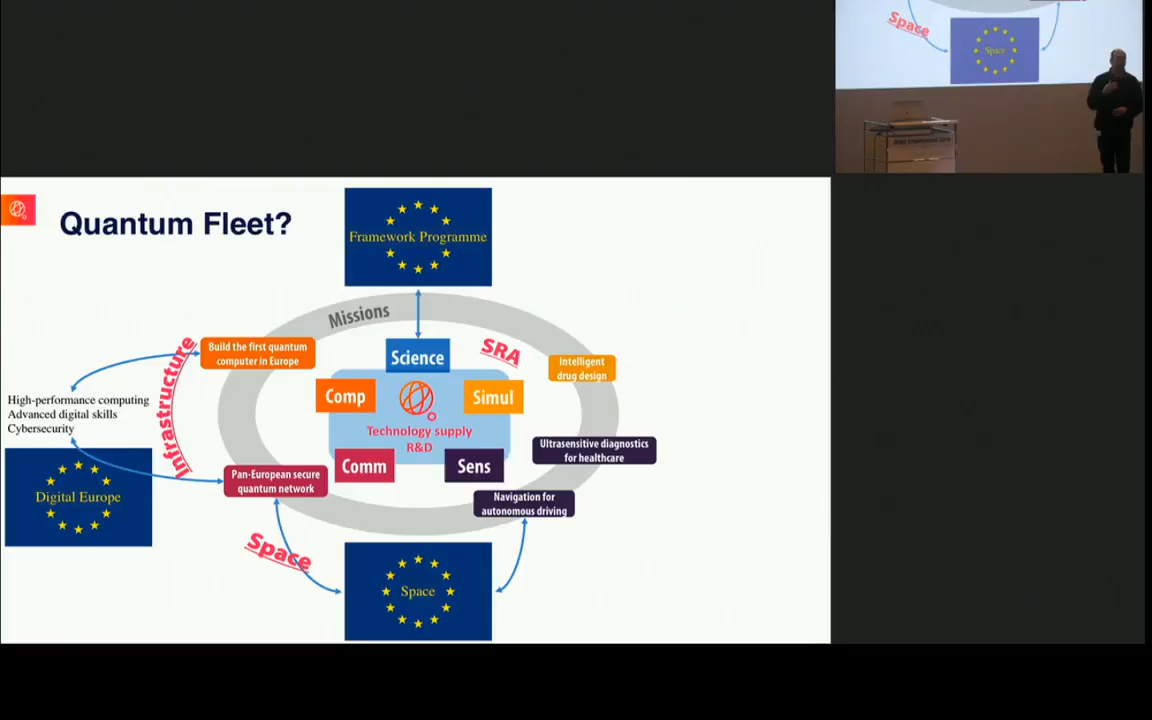 Space
Space
Quantum Fleet?
Framework Programme
Missions
Build the first quantum
computer in Europe
Science
SRA
Intelligent
drug design
Infrastructure
Comp
Simul
High-performance computing
Advanced digital skills
Cybersecurity
Technology supply
R&D
Ultrasensitive diagnostics
for healthcare
Comm
Sens
Pan-European secure
quantum network
Digital Europe
Navigation for
autonomous driving
Space
Space